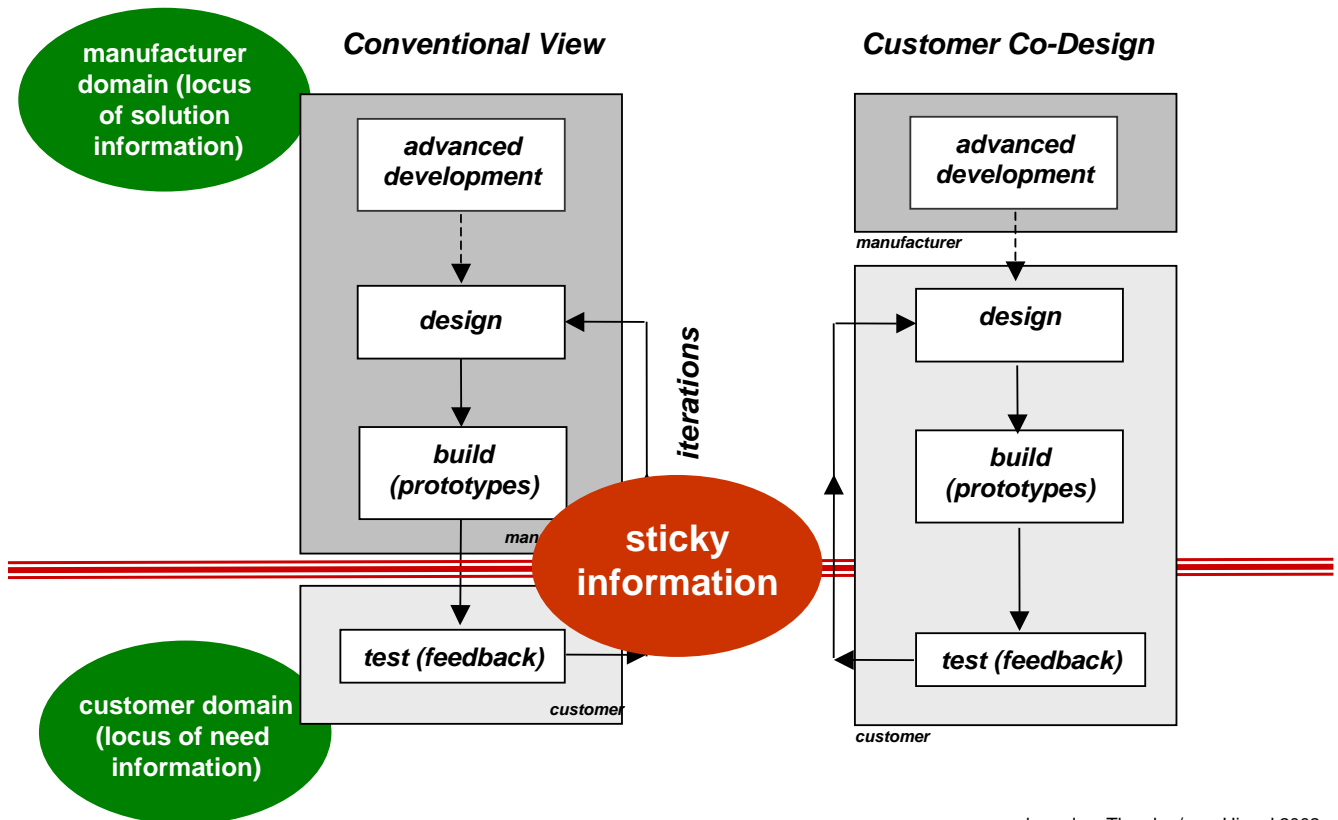 Conventional View
Customer Co-Design
manufacturer
domain (locus
of solution
information)
advanced
development
design
build
(prototypes)
test (feedback)
customer
iterations
sticky
information
customer domain
(locus of need
information)
advanced
development
manufacturer
design
build
(prototypes)
test (feedback)
customer